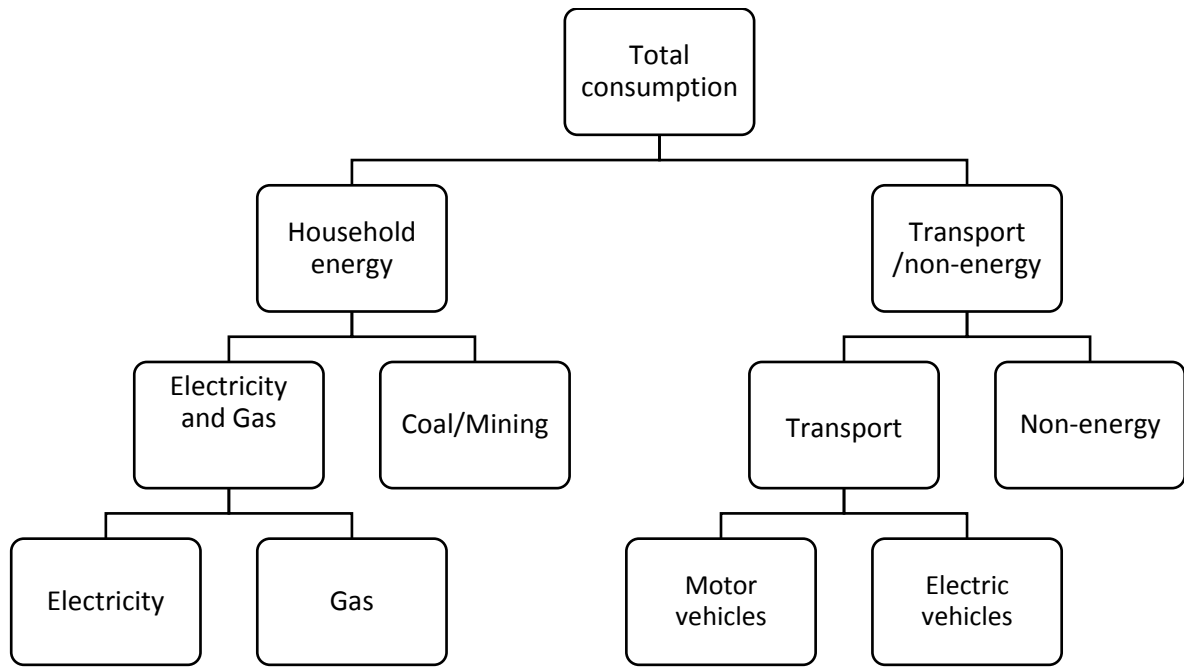 Total
consumption
Household
energy
Transport
/non-energy
Electricity
and Gas
Coal/Mining
Transport
Non-energy
Electricity
Gas
Motor
vehicles
Electric
vehicles